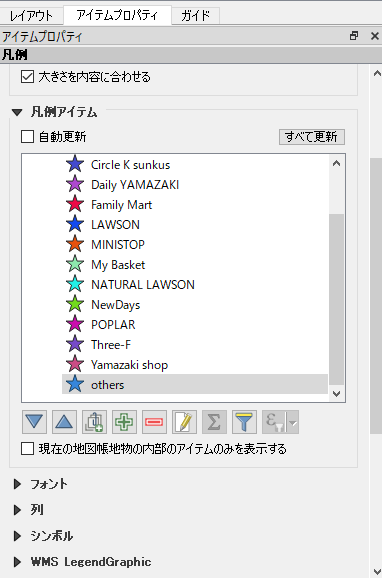 レイアウト アイテムプロパティ ガイド
アイテムプロパティ
凡例
大きさを内容に合わせる
凡例アイテム
自動更新 すべて更新
Circle K sunkus
Daily YAMAZAKI
Family Mart
LAWSON
MINISTOP
My Basket
NATURAL LAWSON
NewDays
POPLAR
Three-F
Yamazaki shop
others
Σ ε
現在の地図帳地物の内部のアイテムのみを表示する
フォント
列
シンボル
WMS LegendGraphic